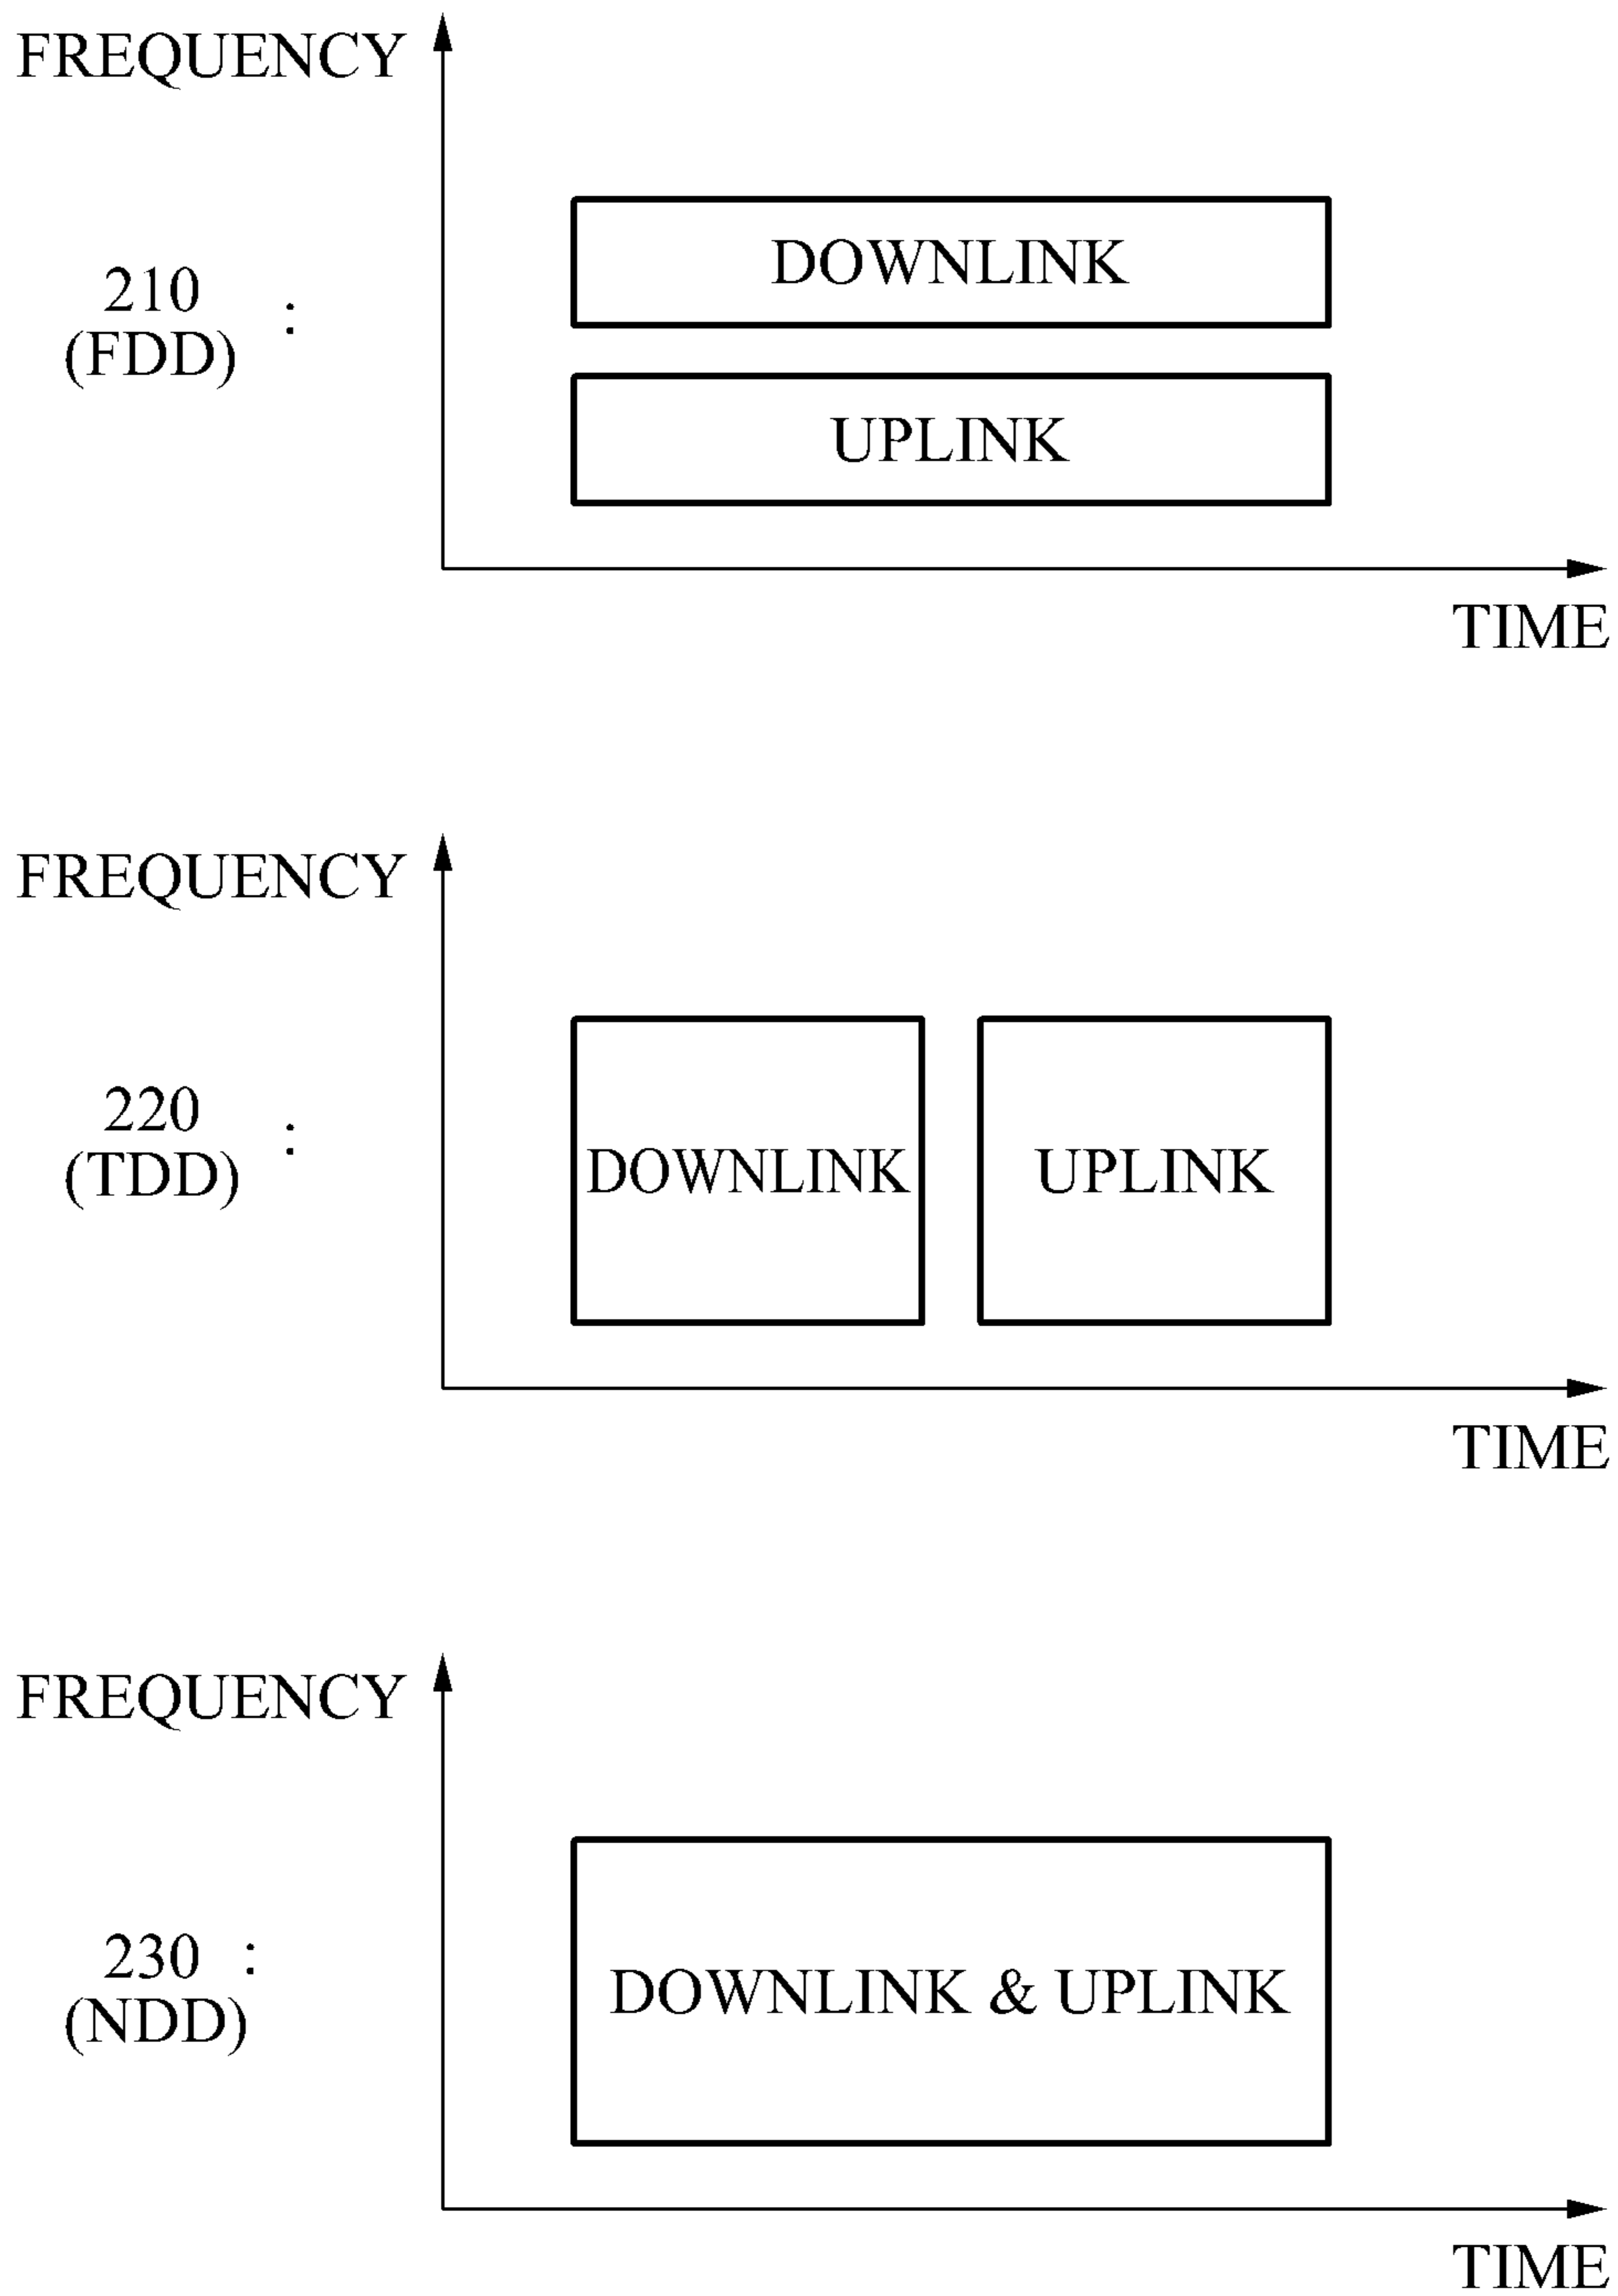 FREQUENCY
DOWNLINK
210 :
(FDD)
UPLINK
TIME
FREQUENCY
220 :
(TDD)
DOWNLINK
UPLINK
TIME
FREQUENCY
230 :
(NDD)
DOWNLINK & UPLINK
TIME